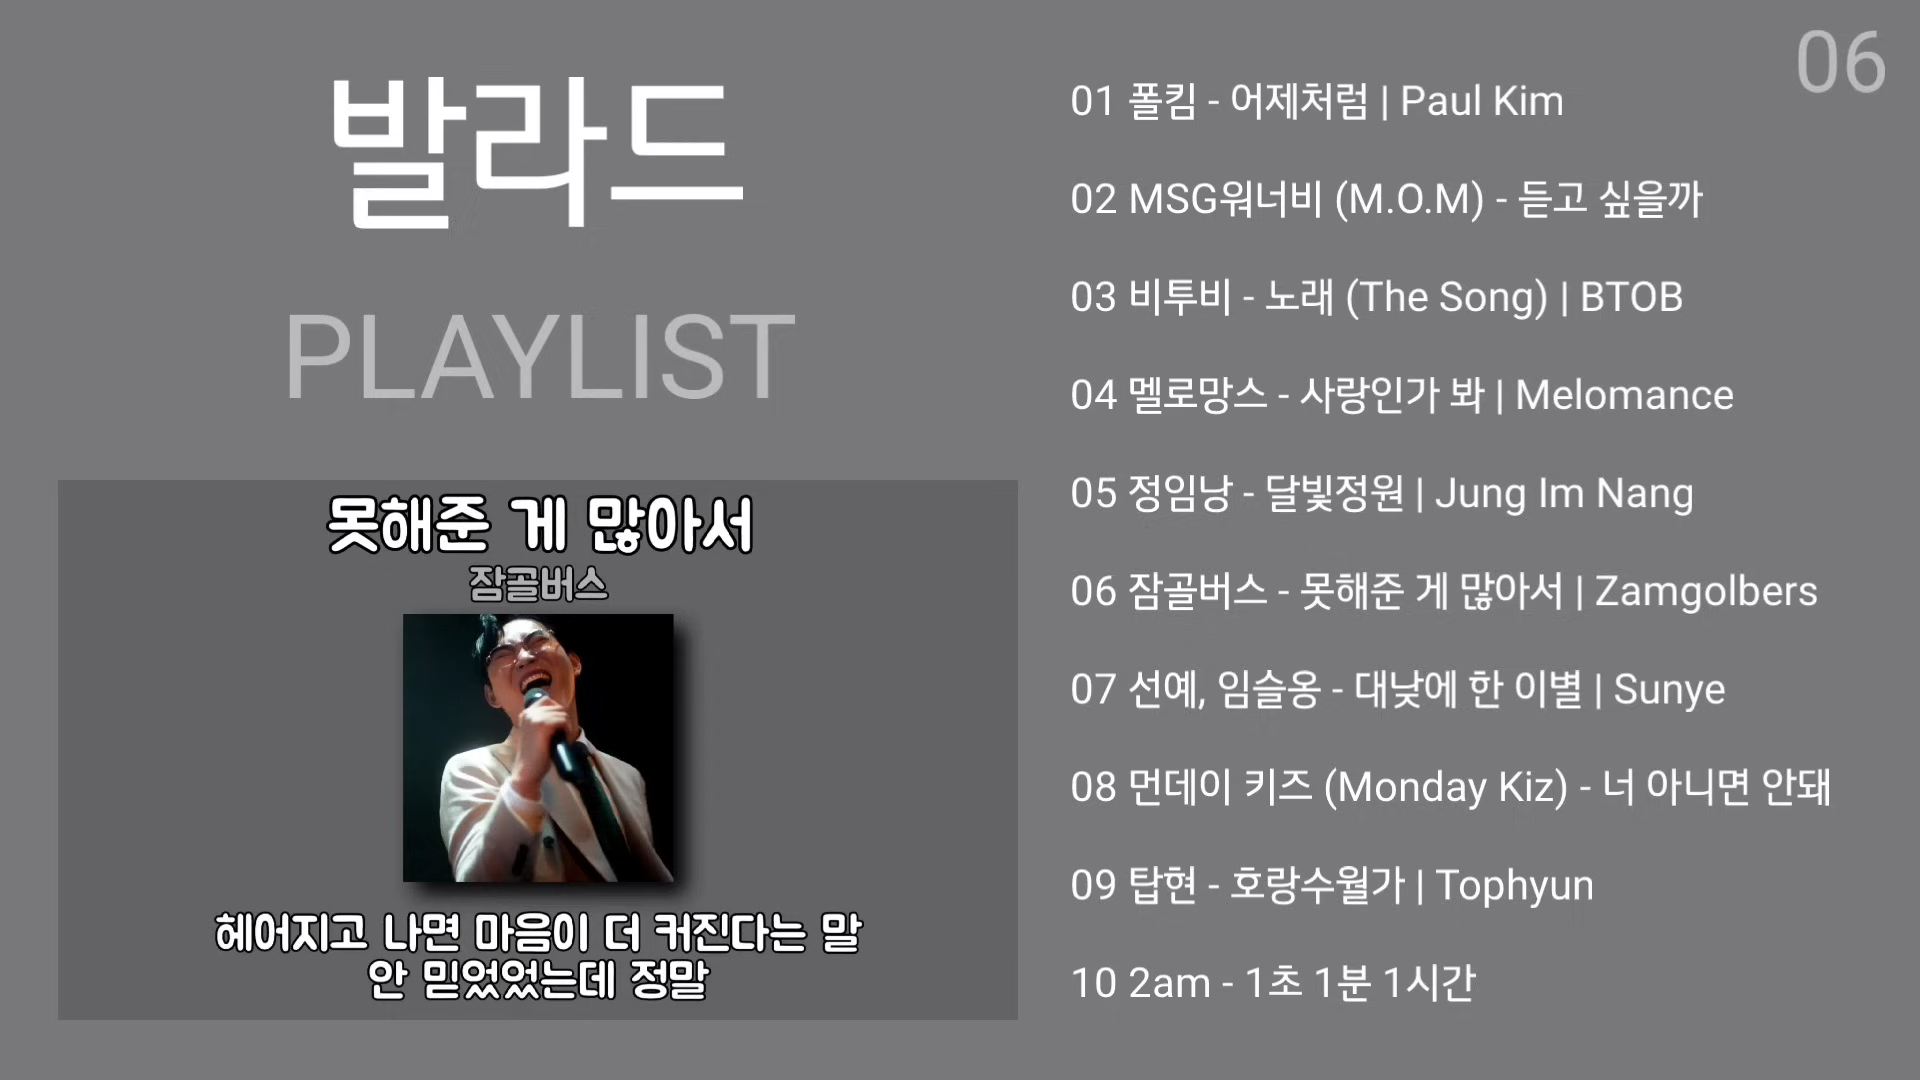 발라드
PLAYLIST
못해준 게 많아서
잠골버스
헤어지고 나면 마음이 더 커진다는 말
안 믿었었는데 정말
06
01 폴킴 - 어제처럼 | Paul Kim
02 MSG워너비 (M.O.M) - 듣고 싶을까
03 비투비 - 노래 (The Song) | BTOB
04 멜로망스 - 사랑인가 봐 | Melomance
05 정임낭 - 달빛정원 | Jung Im Nang
06 잠골버스 - 못해준 게 많아서 | Zamgolbers
07 선예, 임슬옹 - 대낮에 한 이별 | Sunye
08 먼데이 키즈 (Monday Kiz) - 너 아니면 안돼
09 탑현 - 호랑수월가 | Tophyun
10 2am - 1초 1분 1시간